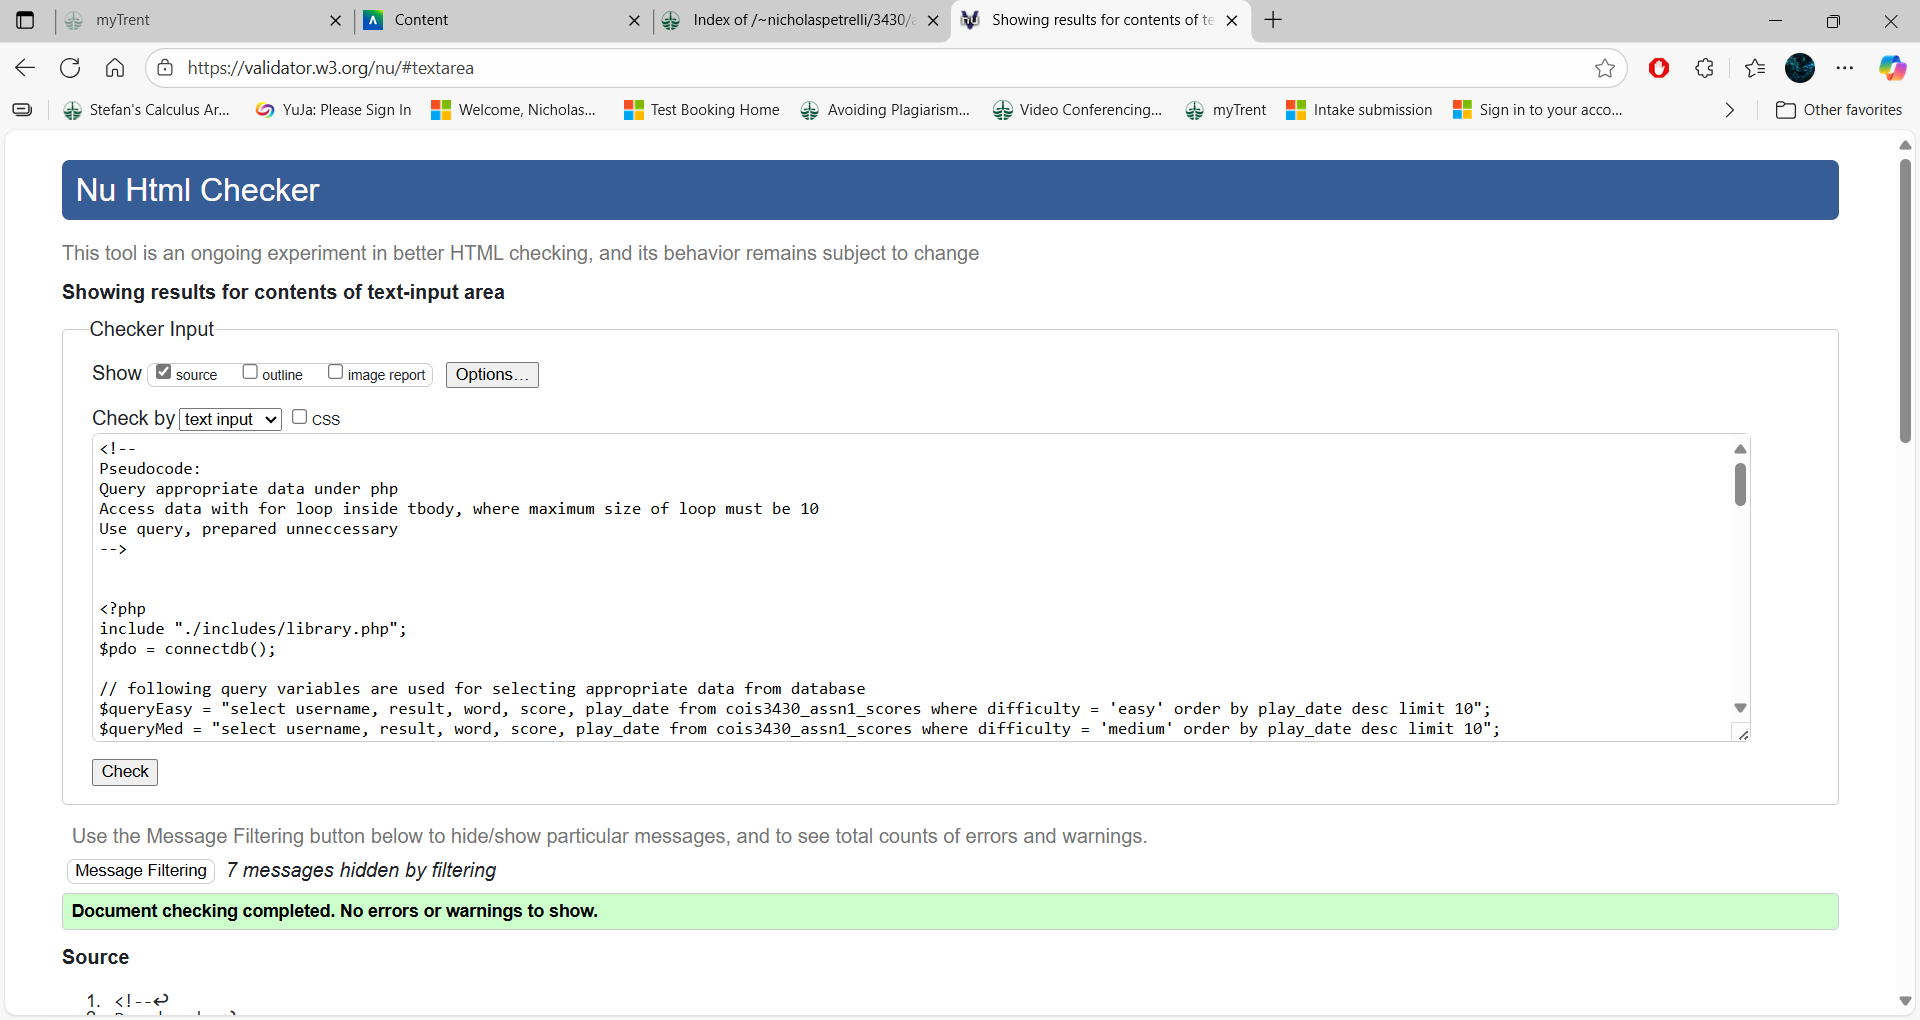 myTrent
Content
Index of /~nicholaspetrelli/3430/a
Showing results for contents of te
https://validator.w3.org/nu/#textarea
Stefan's Calculus Ar...
YuJa: Please Sign In
Welcome, Nicholas...
Test Booking Home
Avoiding Plagiarism...
Video Conferencing...
myTrent
Intake submission
Sign in to your acco...
Other favorites
Nu Html Checker
This tool is an ongoing experiment in better HTML checking, and its behavior remains subject to change
Showing results for contents of text-input area
Checker Input
Show source outline image report Options...
Check by text input CSS
<!--
Pseudocode:
Query appropriate data under php
Access data with for loop inside tbody, where maximum size of loop must be 10
Use query, prepared unneccessary
-->
<?php
include "./includes/library.php";
$pdo = connectdb();
// following query variables are used for selecting appropriate data from database
$queryEasy = "select username, result, word, score, play_date from cois3430_assn1_scores where difficulty = 'easy' order by play_date desc limit 10";
$queryMed = "select username, result, word, score, play_date from cois3430_assn1_scores where difficulty = 'medium' order by play_date desc limit 10";
Check
Use the Message Filtering button below to hide/show particular messages, and to see total counts of errors and warnings.
Message Filtering 7 messages hidden by filtering
Document checking completed. No errors or warnings to show.
Source
1. <!--↩